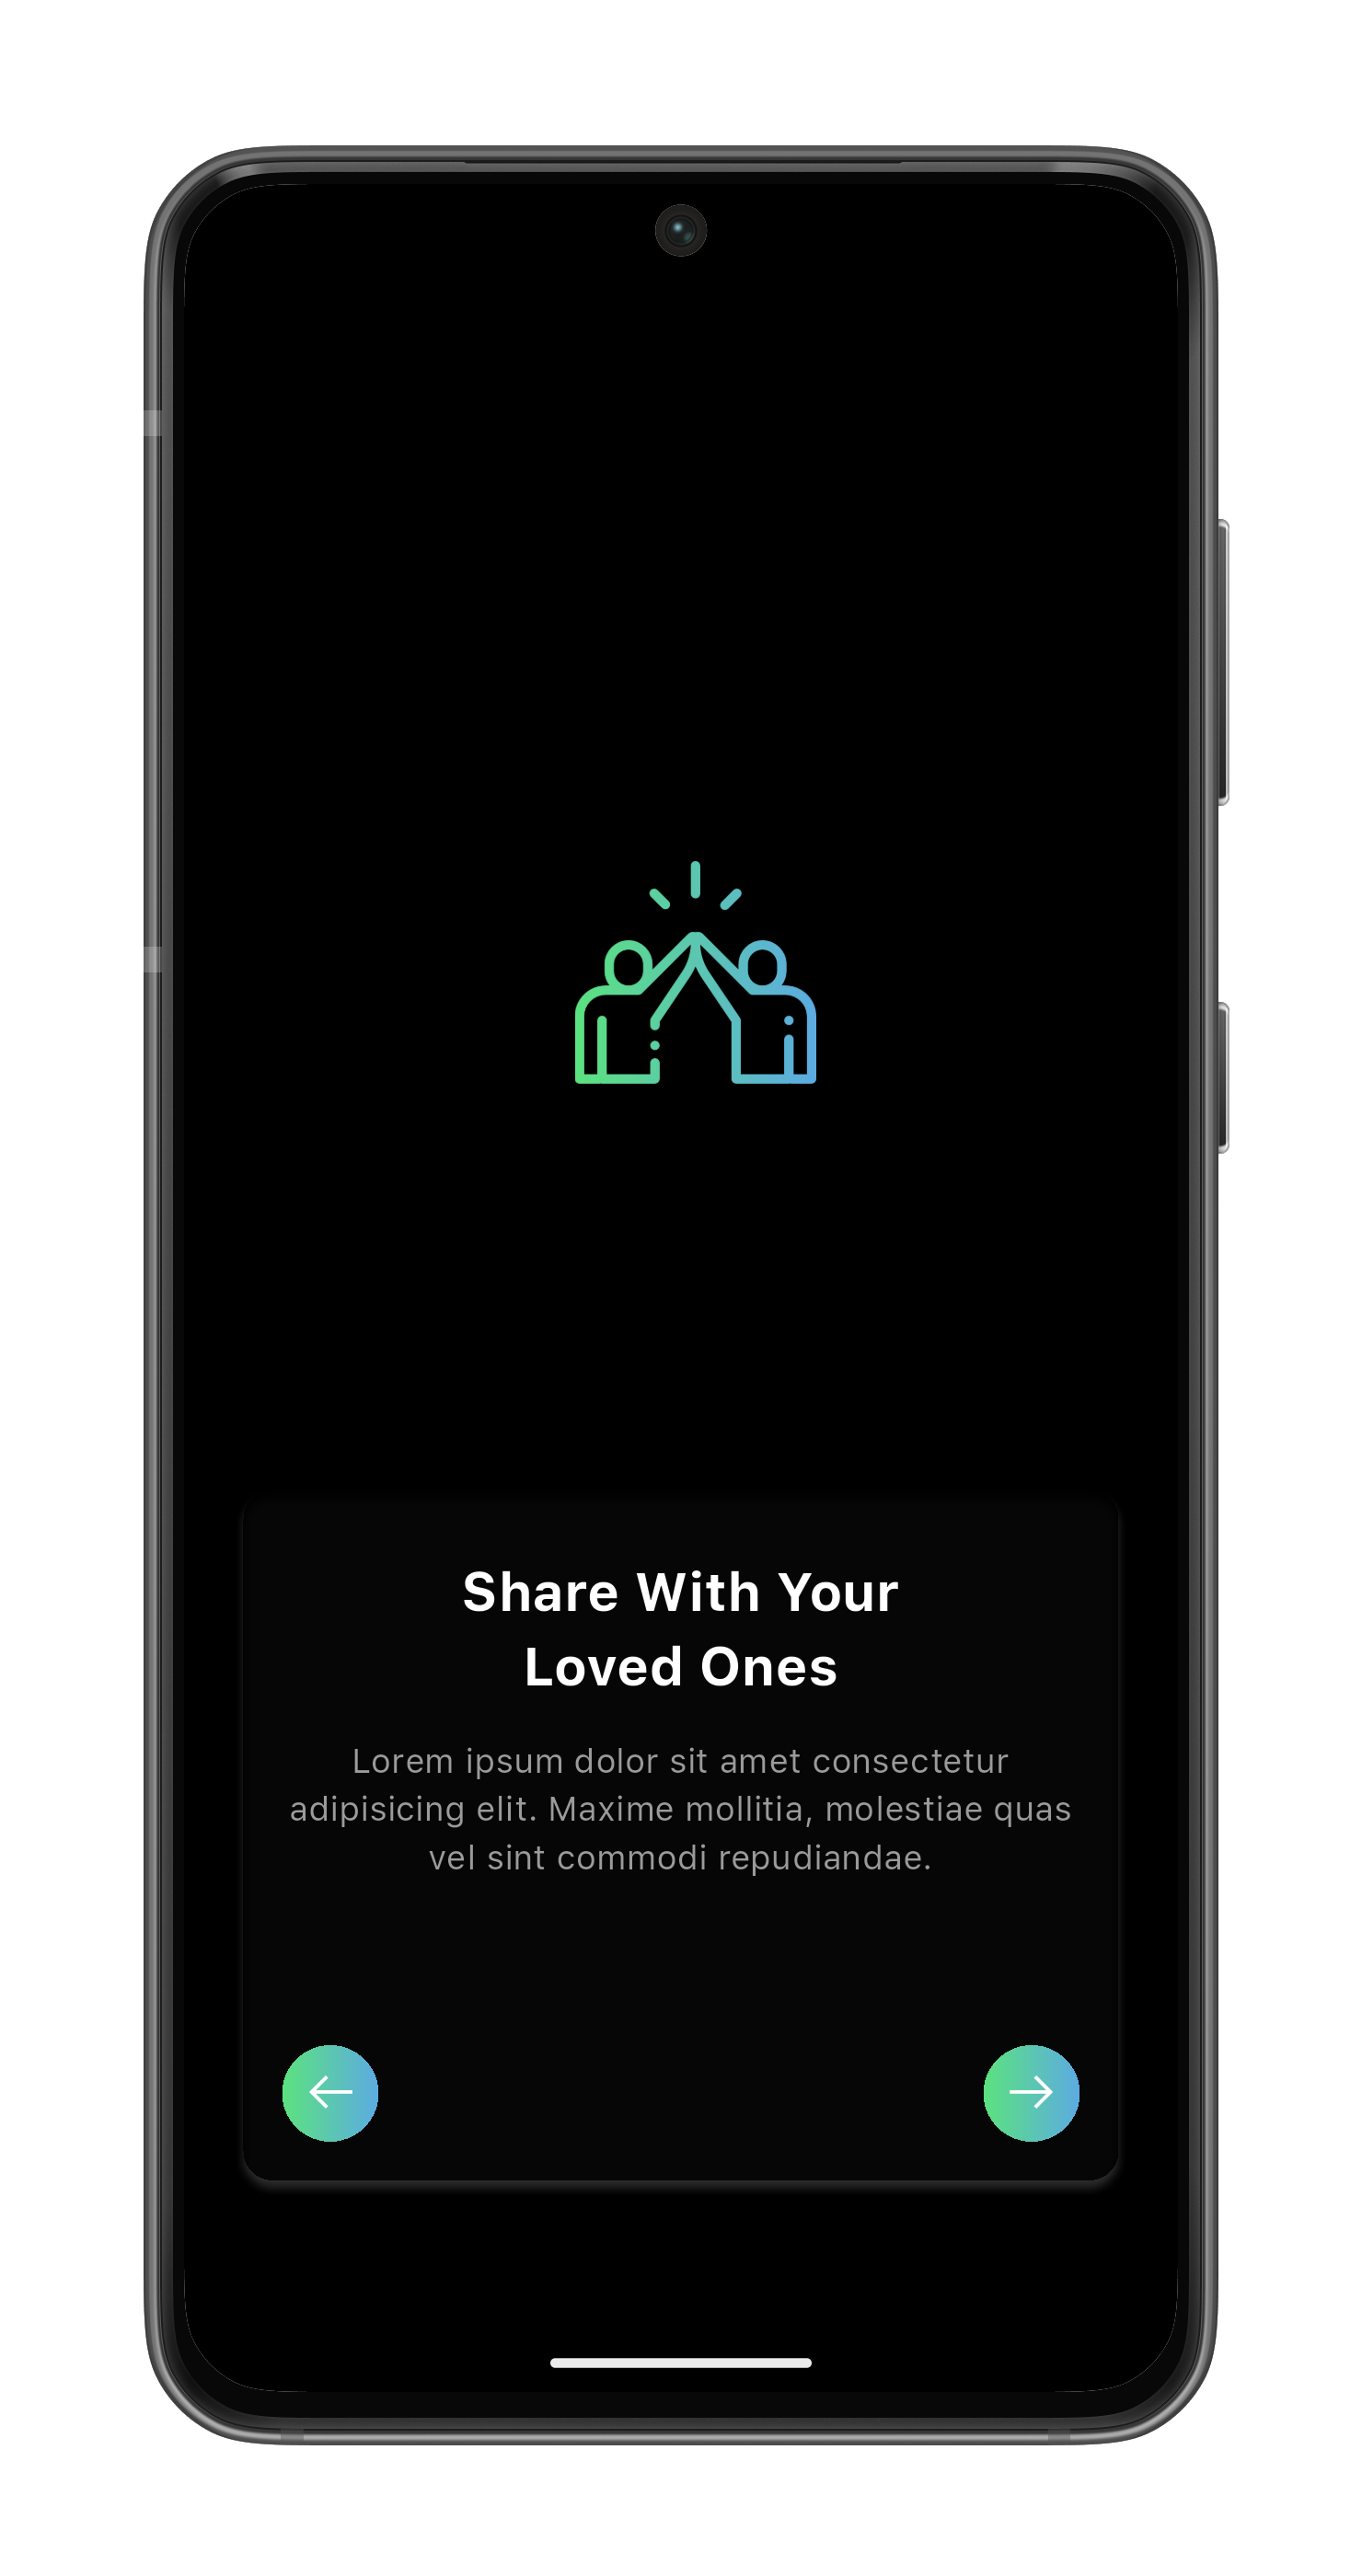 Share With Your
Loved Ones
Lorem ipsum dolor sit amet consectetur
adipisicing elit. Maxime mollitia, molestiae quas
vel sint commodi repudiandae.